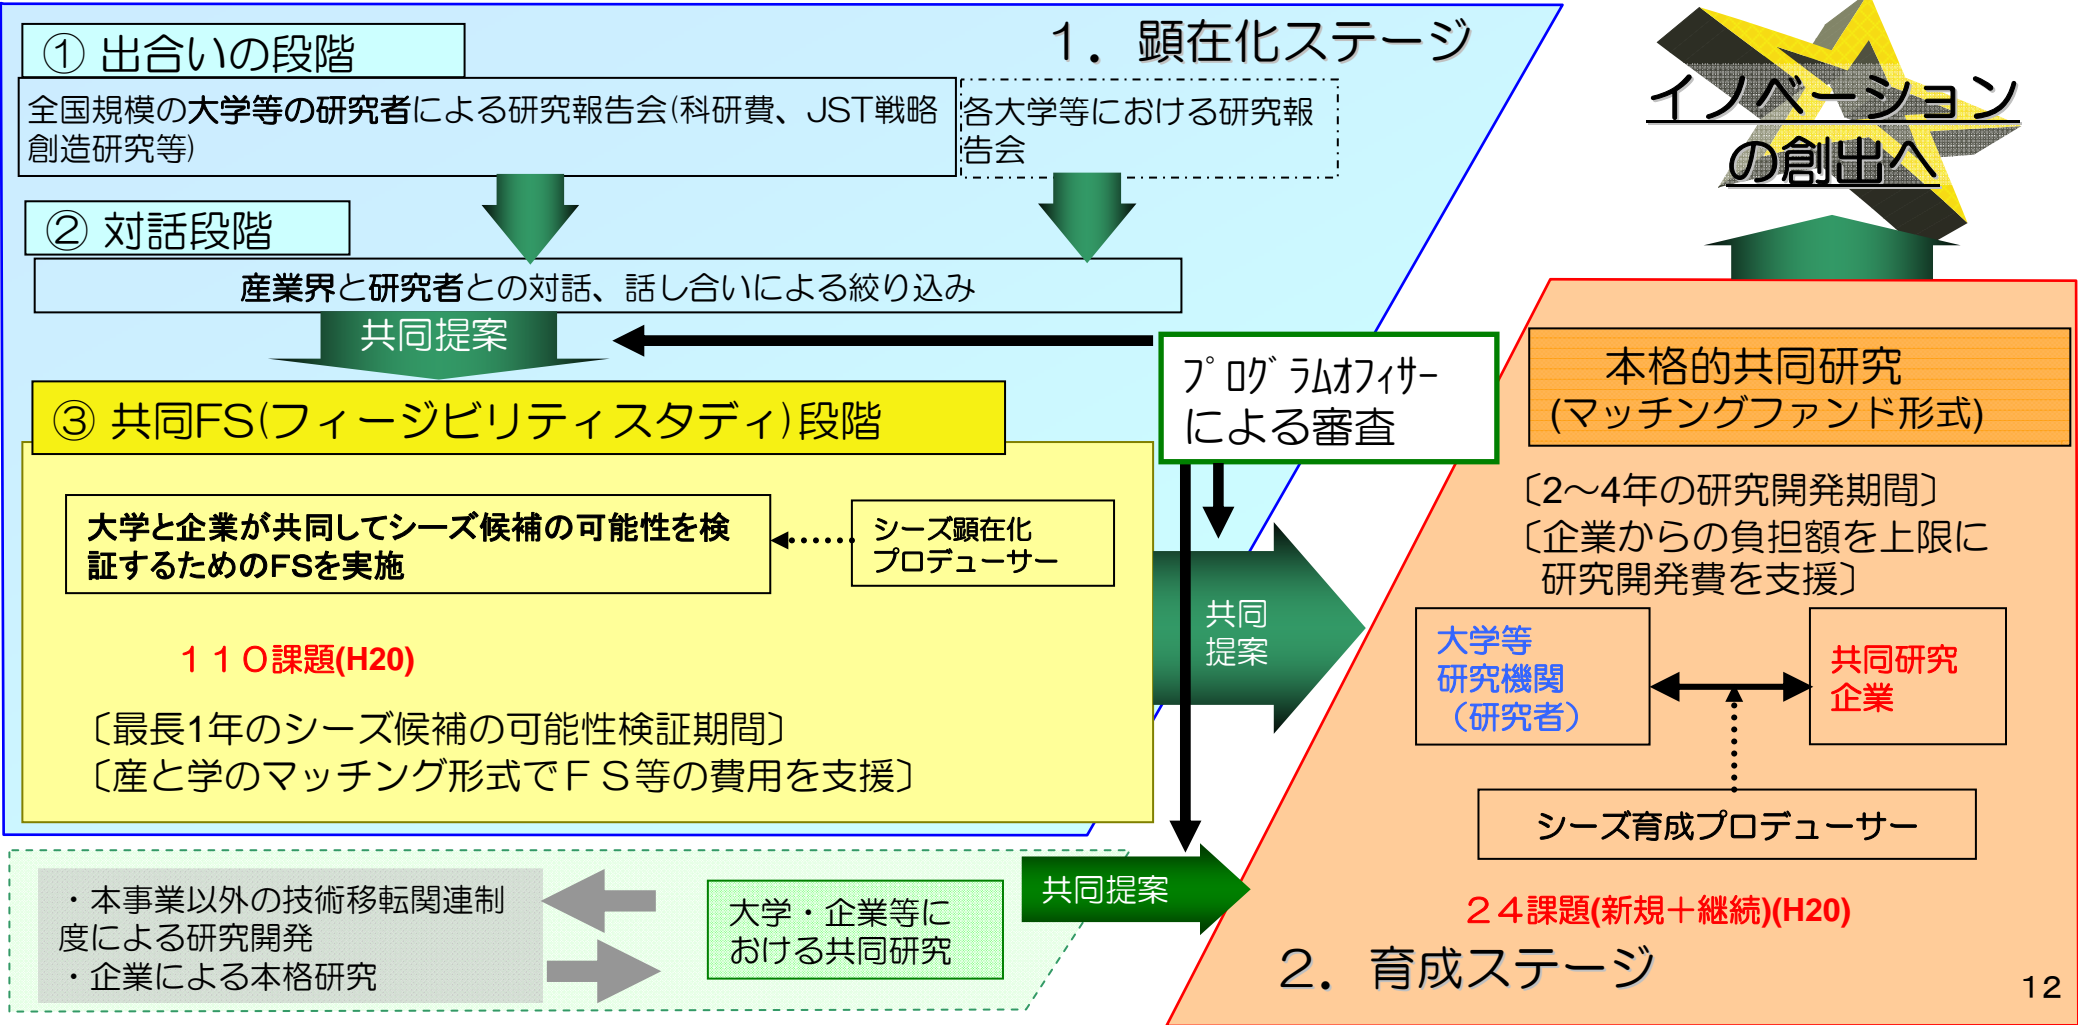 1．顕在化ステージ
① 出合いの段階
全国規模の大学等の研究者による研究報告会(科研費、JST戦略
創造研究等)
各大学等における研究報
告会
② 対話段階
産業界と研究者との対話、話し合いによる絞り込み
共同提案
③ 共同FS(フィージビリティスタディ)段階
大学と企業が共同してシーズ候補の可能性を検
証するためのFSを実施
シーズ顕在化
プロデューサー
１１０課題(H20)
〔最長1年のシーズ候補の可能性検証期間〕
〔産と学のマッチング形式でＦＳ等の費用を支援〕
ﾌﾟﾛｸﾞﾗﾑｵﾌｨｻｰ
による審査
共同
提案
・本事業以外の技術移転関連制
度による研究開発
・企業による本格研究
大学・企業等に
おける共同研究
共同提案
イノベーション
の創出へ
本格的共同研究
(マッチングファンド形式)
〔2～4年の研究開発期間〕
〔企業からの負担額を上限に
研究開発費を支援〕
大学等
研究機関
（研究者）
共同研究
企業
シーズ育成プロデューサー
２４課題(新規＋継続)(H20)
2．育成ステージ
12